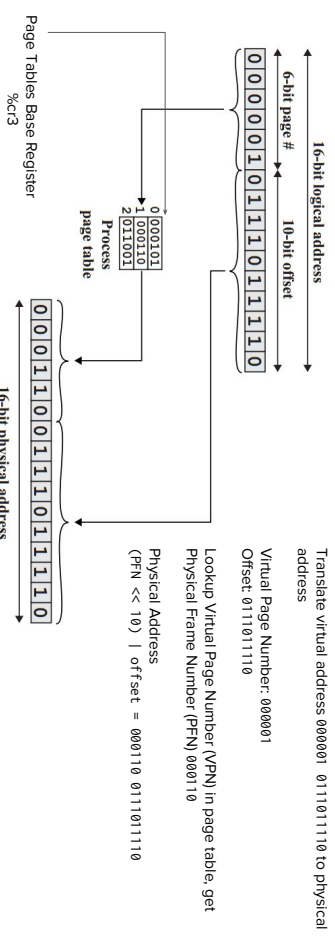 16-bit logical address
6-bit page #
10-bit offset
0 0 0 0 0 1 0 1 1 1 0 1 1 1 1 0
0 000101
1 000110
2 011001
Process
page table
Page Tables Base Register
%cr3
0 0 0 1 1 0 0 1 1 1 0 1 1 1 1 0
16-bit physical address
Translate virtual address 000001 0111011110 to physical
address
Virtual Page Number: 000001
Offset: 0111011110
Lookup Virtual Page Number (VPN) in page table, get
Physical Frame Number (PFN) 000110
Physical Address
(PFN << 10) | offset = 000110 0111011110